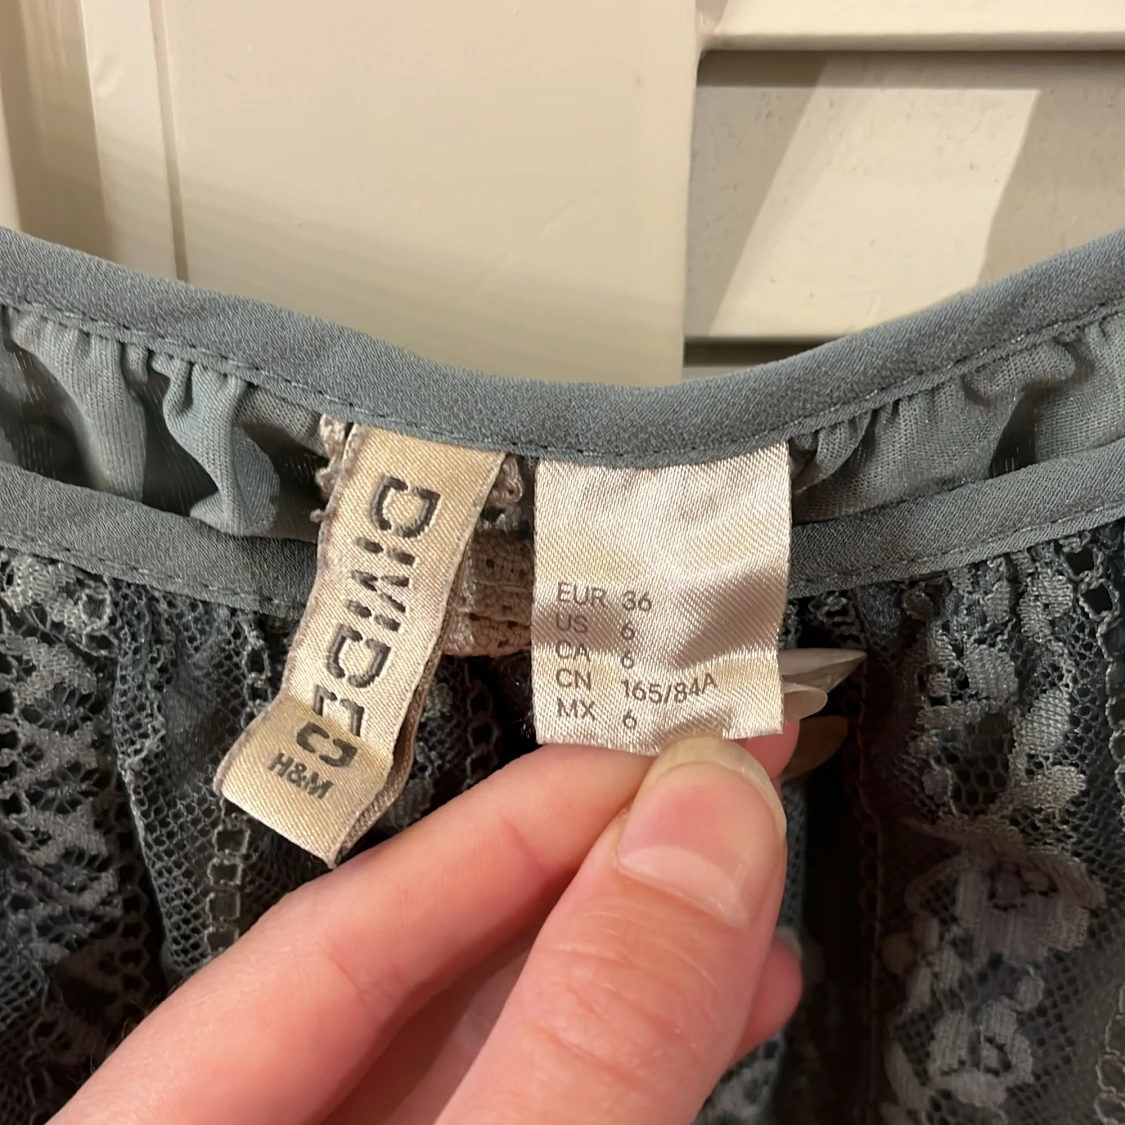 DIVIDED
H&M
EUR 36
US 6
CA 6
CN 165/84A
MX 6